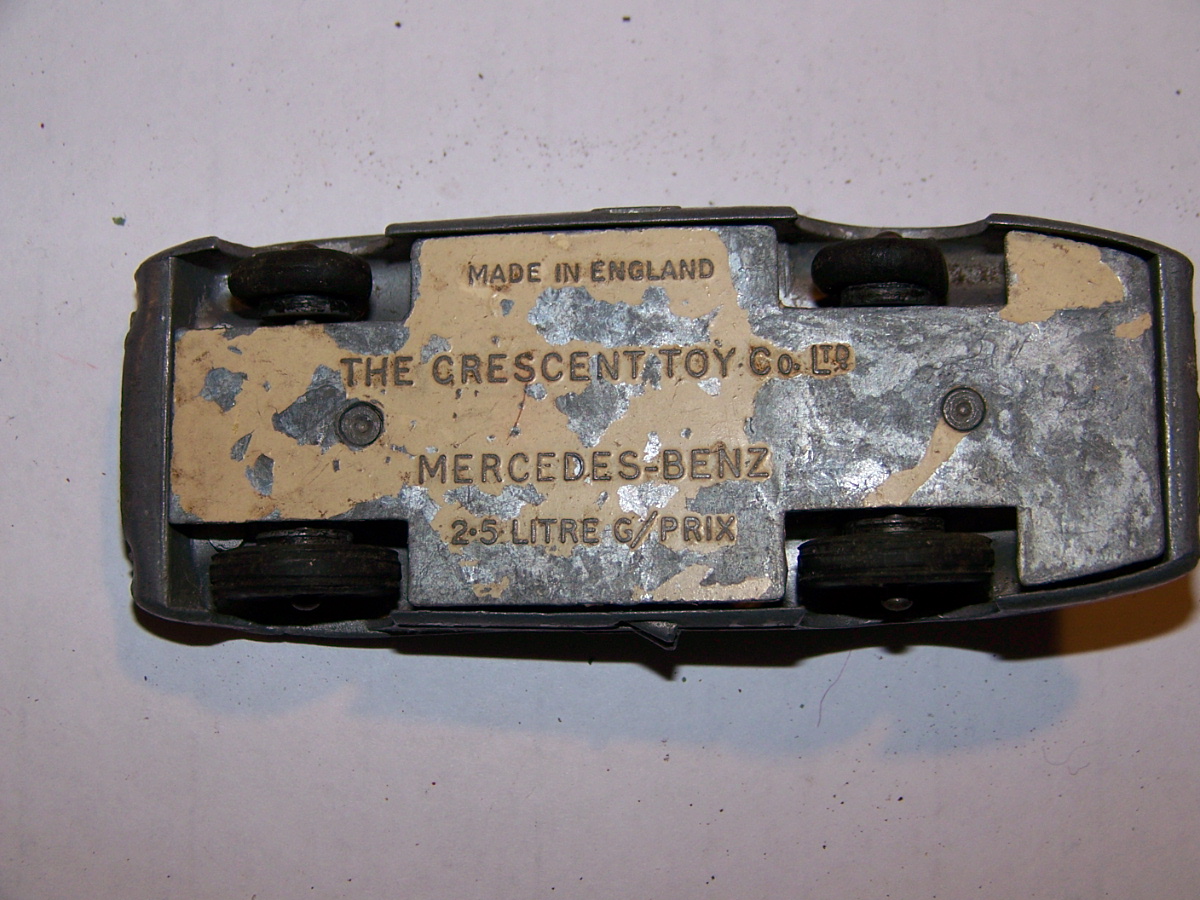 MADE IN ENGLAND
THE CRESCENT TOY Co. LTD
MERCEDES-BENZ
2·5 LITRE G/PRIX